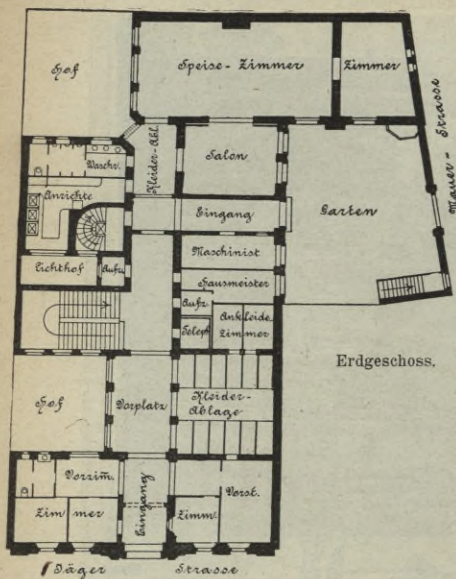 Hof
Speise-Zimmer
Zimmer
Mauer-Strasse
Waschr.
Kleider-Abl.
Salon
Anrichte
Eingang
Garten
Lichthof
Aufz.
Maschinist
Hausmeister
Aufz.
Teleph.
Ankleide
Zimmer
Erdgeschoss.
Hof
Vorplatz
Kleider-
Ablage
Vorzim.
Eingang
Vorst.
Zim mer
Zimm.
Jäger Strasse